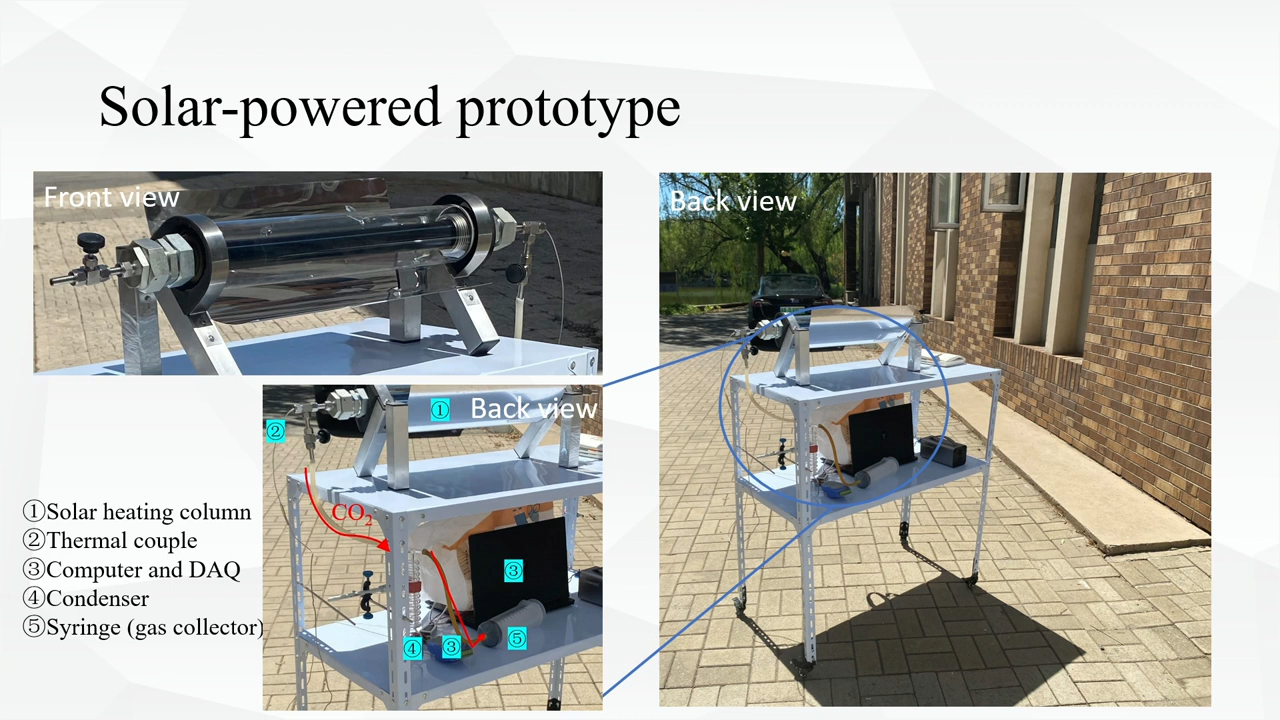 Solar-powered prototype
Front view
Back view
① Back view
②
CO₂
③
④ ③ ⑤
①Solar heating column
②Thermal couple
③Computer and DAQ
④Condenser
⑤Syringe (gas collector)